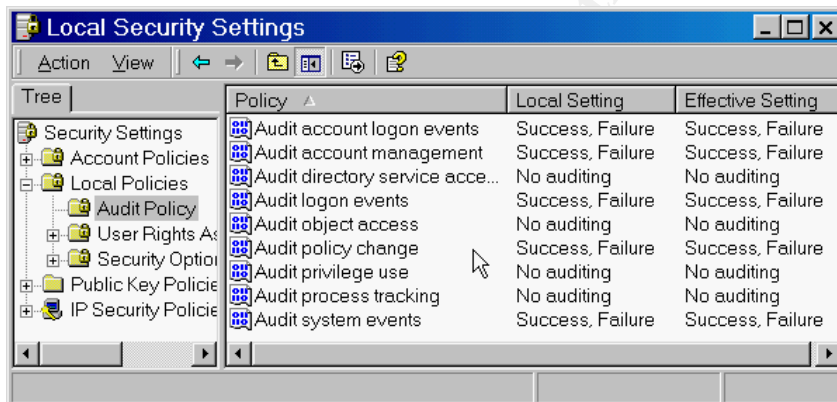 Local Security Settings
Action View
Tree
Policy Local Setting Effective Setting
Security Settings
Account Policies
Local Policies
Audit Policy
User Rights As
Security Option
Public Key Policie
IP Security Policie
Audit account logon events Success, Failure Success, Failure
Audit account management Success, Failure Success, Failure
Audit directory service acce... No auditing No auditing
Audit logon events Success, Failure Success, Failure
Audit object access No auditing No auditing
Audit policy change Success, Failure Success, Failure
Audit privilege use No auditing No auditing
Audit process tracking No auditing No auditing
Audit system events Success, Failure Success, Failure